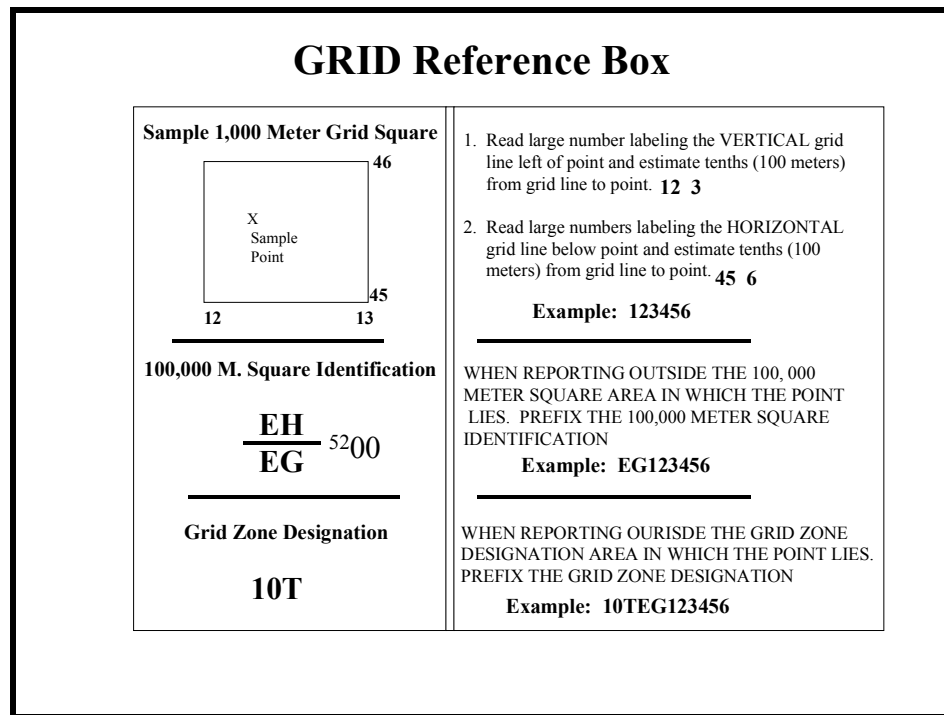 GRID Reference Box
Sample 1,000 Meter Grid Square
46
X
Sample
Point
45
12 13
100,000 M. Square Identification
EH
EG 5200
Grid Zone Designation
10T
1. Read large number labeling the VERTICAL grid
line left of point and estimate tenths (100 meters)
from grid line to point. 12 3
2. Read large numbers labeling the HORIZONTAL
grid line below point and estimate tenths (100
meters) from grid line to point. 45 6
Example: 123456
WHEN REPORTING OUTSIDE THE 100, 000
METER SQUARE AREA IN WHICH THE POINT
LIES. PREFIX THE 100,000 METER SQUARE
IDENTIFICATION
Example: EG123456
WHEN REPORTING OURISDE THE GRID ZONE
DESIGNATION AREA IN WHICH THE POINT LIES.
PREFIX THE GRID ZONE DESIGNATION
Example: 10TEG123456